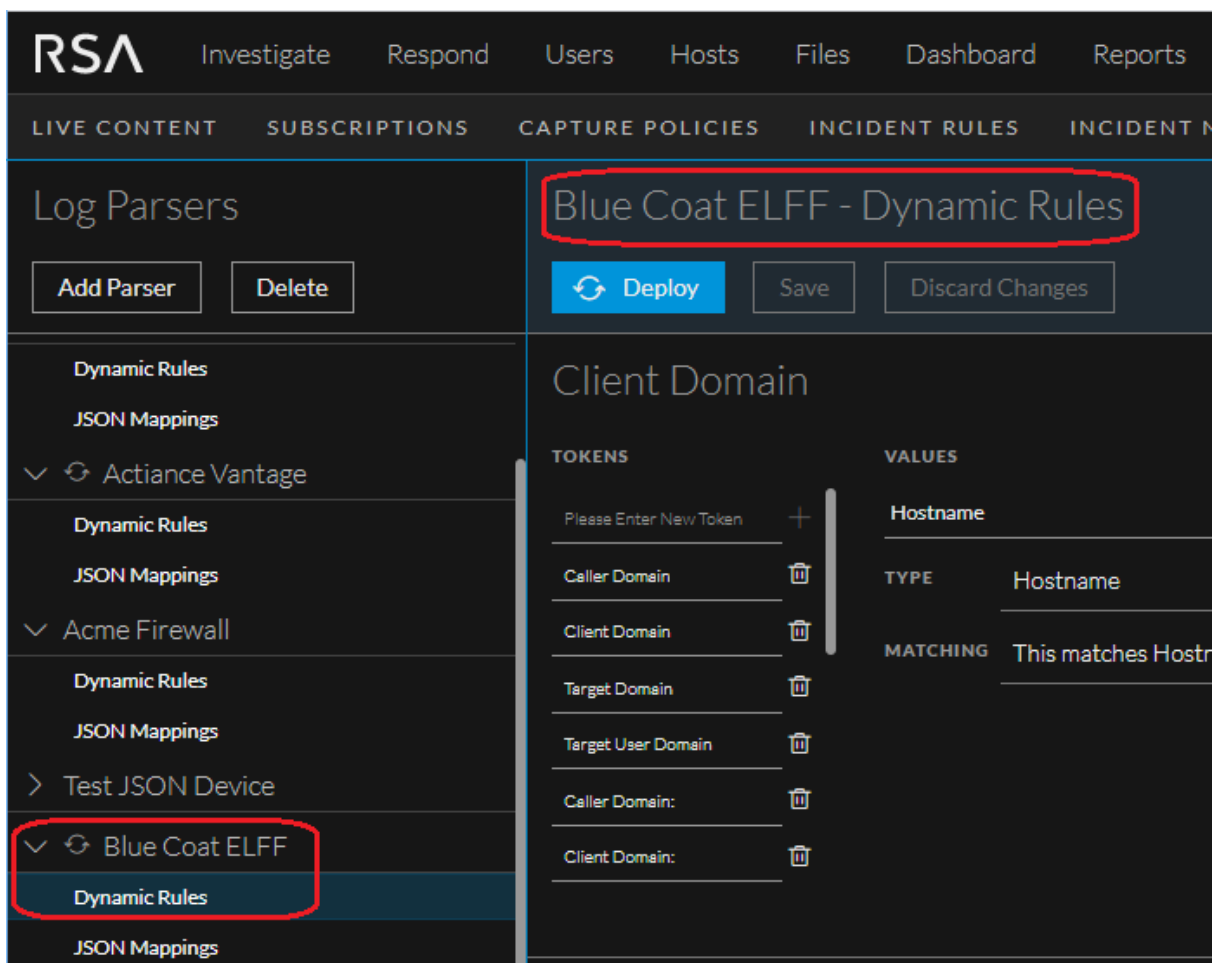 RSA Investigate Respond Users Hosts Files Dashboard Reports
LIVE CONTENT SUBSCRIPTIONS CAPTURE POLICIES INCIDENT RULES INCIDENT
Log Parsers
Add Parser Delete
Dynamic Rules
JSON Mappings
Actiance Vantage
Dynamic Rules
JSON Mappings
Acme Firewall
Dynamic Rules
JSON Mappings
Test JSON Device
Blue Coat ELFF
Dynamic Rules
JSON Mappings
Blue Coat ELFF - Dynamic Rules
Deploy Save Discard Changes
Client Domain
TOKENS
Please Enter New Token
Caller Domain
Client Domain
Target Domain
Target User Domain
Caller Domain:
Client Domain:
VALUES
Hostname
TYPE Hostname
MATCHING This matches